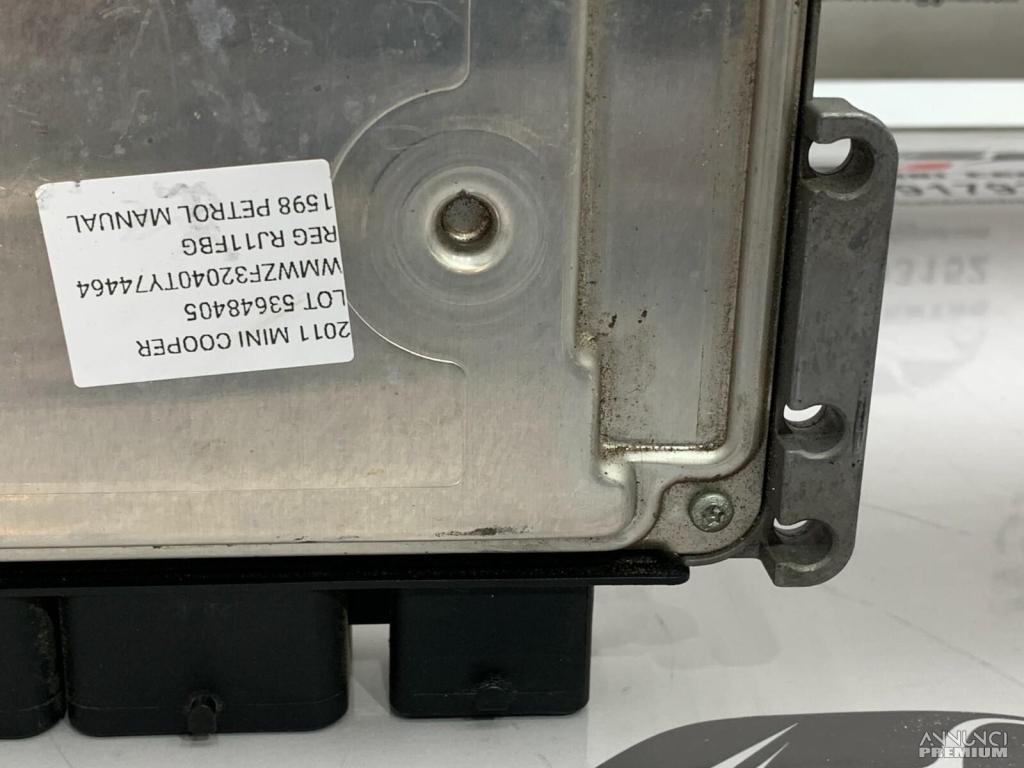 2011 MINI COOPER
LOT 53648405
WMWZF32040TY74464
REG RJ11FBG
1598 PETROL MANUAL
ANNUNCI
PREMIUM